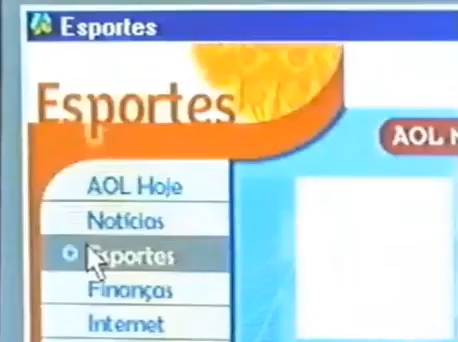 Esportes
Esportes
AOL
AOL Hoje
Notícias
Esportes
Finanças
Internet